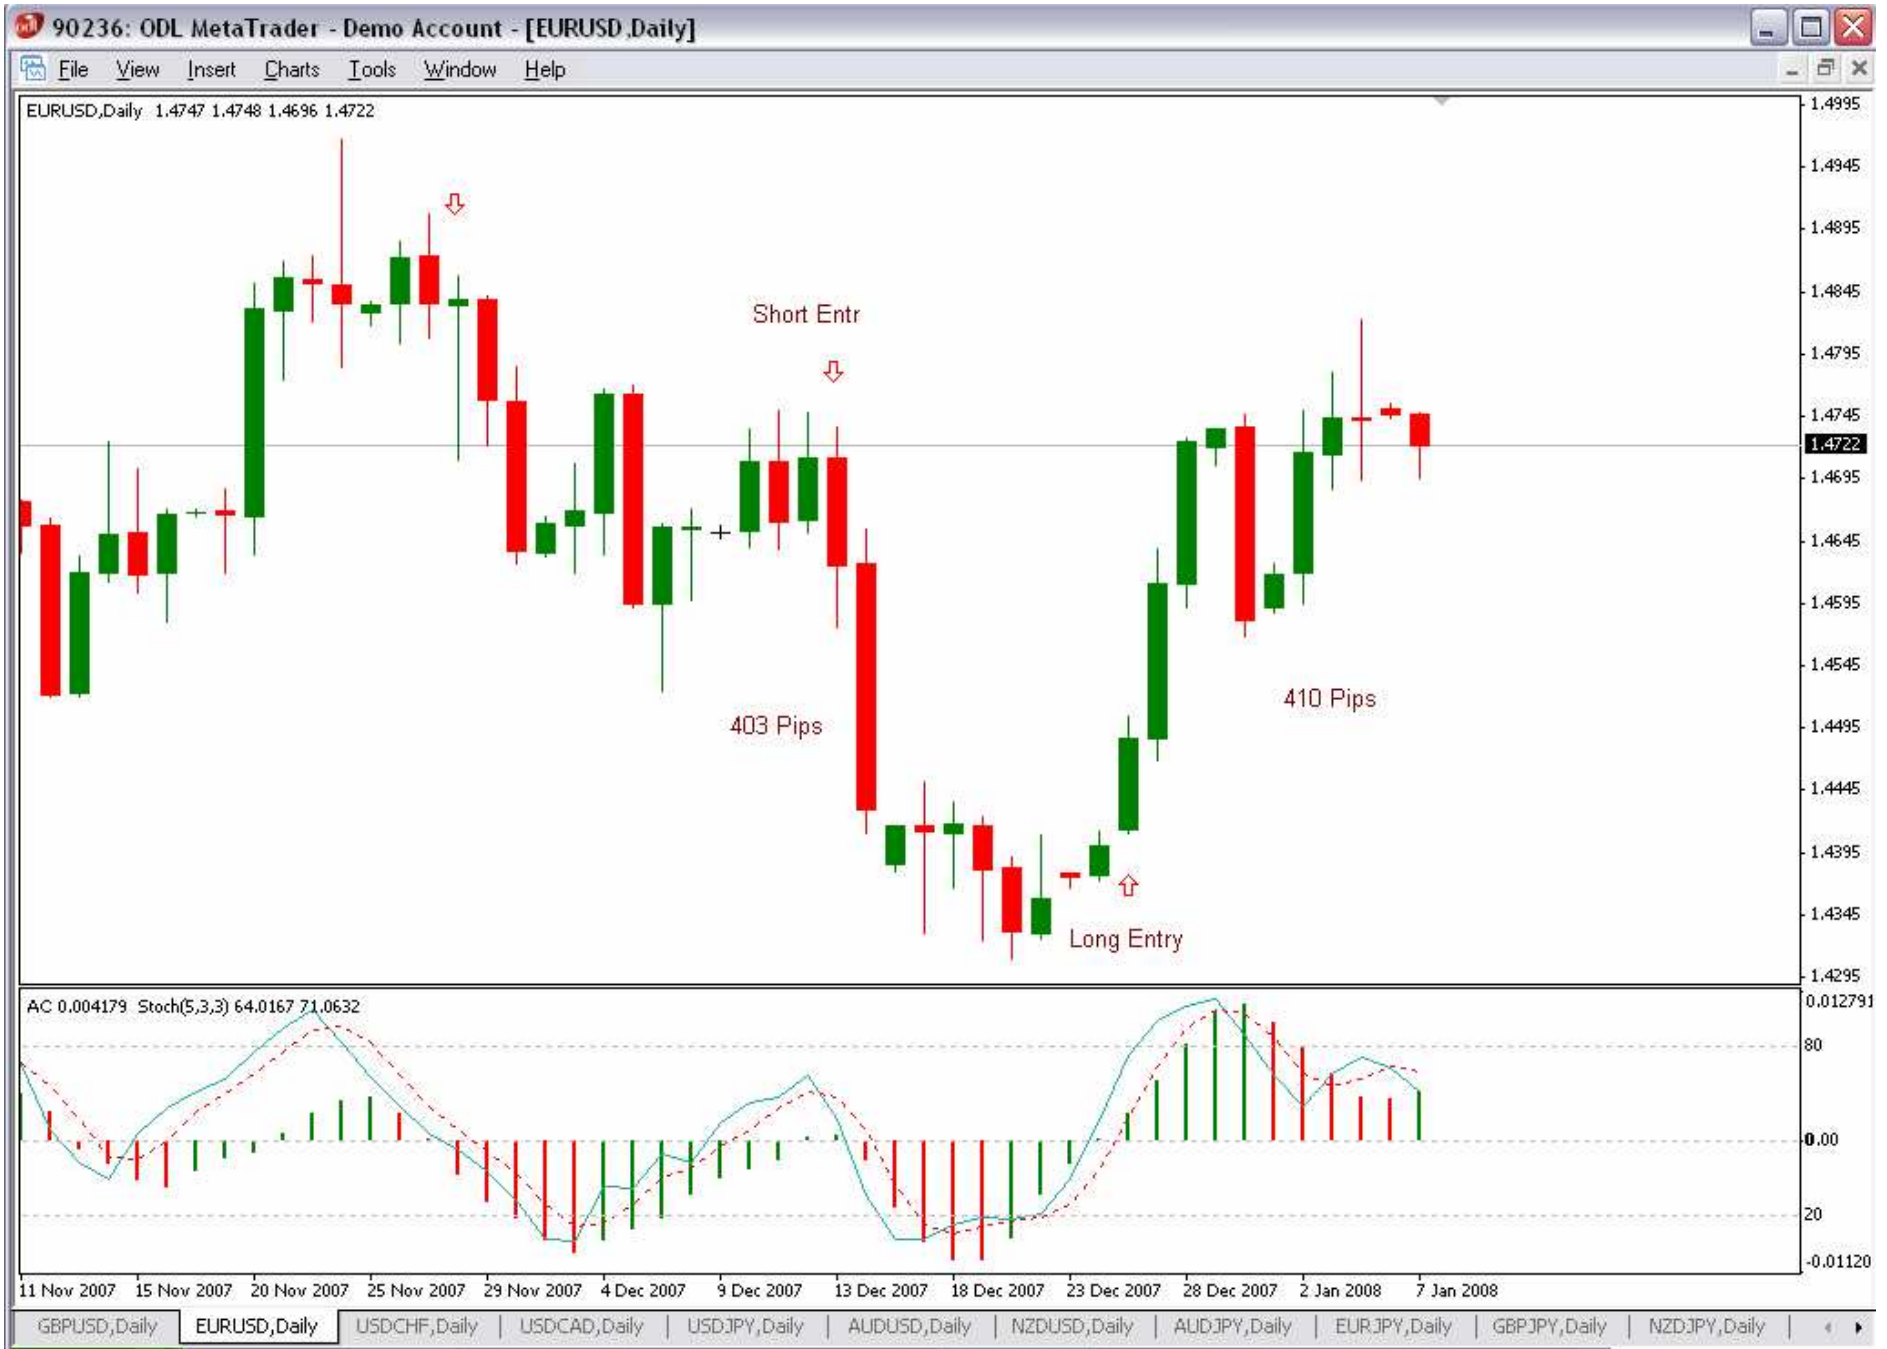 90236: ODL MetaTrader - Demo Account - [EURUSD,Daily]
File View Insert Charts Tools Window Help
EURUSD,Daily 1.4747 1.4748 1.4696 1.4722
1.4995
1.4945
1.4895
1.4845
Short Entr
1.4795
1.4745
1.4722
1.4695
1.4645
1.4595
1.4545
410 Pips
403 Pips
1.4495
1.4445
1.4395
1.4345
Long Entry
1.4295
AC 0.004179 Stoch(5,3,3) 64.0167 71.0632
0.012791
80
0.00
20
-0.01120
11 Nov 2007 15 Nov 2007 20 Nov 2007 25 Nov 2007 29 Nov 2007 4 Dec 2007 9 Dec 2007 13 Dec 2007 18 Dec 2007 23 Dec 2007 28 Dec 2007 2 Jan 2008 7 Jan 2008
GBPUSD,Daily EURUSD,Daily USDCHF,Daily USDCAD,Daily USDJPY,Daily AUDUSD,Daily NZDUSD,Daily AUDJPY,Daily EURJPY,Daily GBPJPY,Daily NZDJPY,Daily